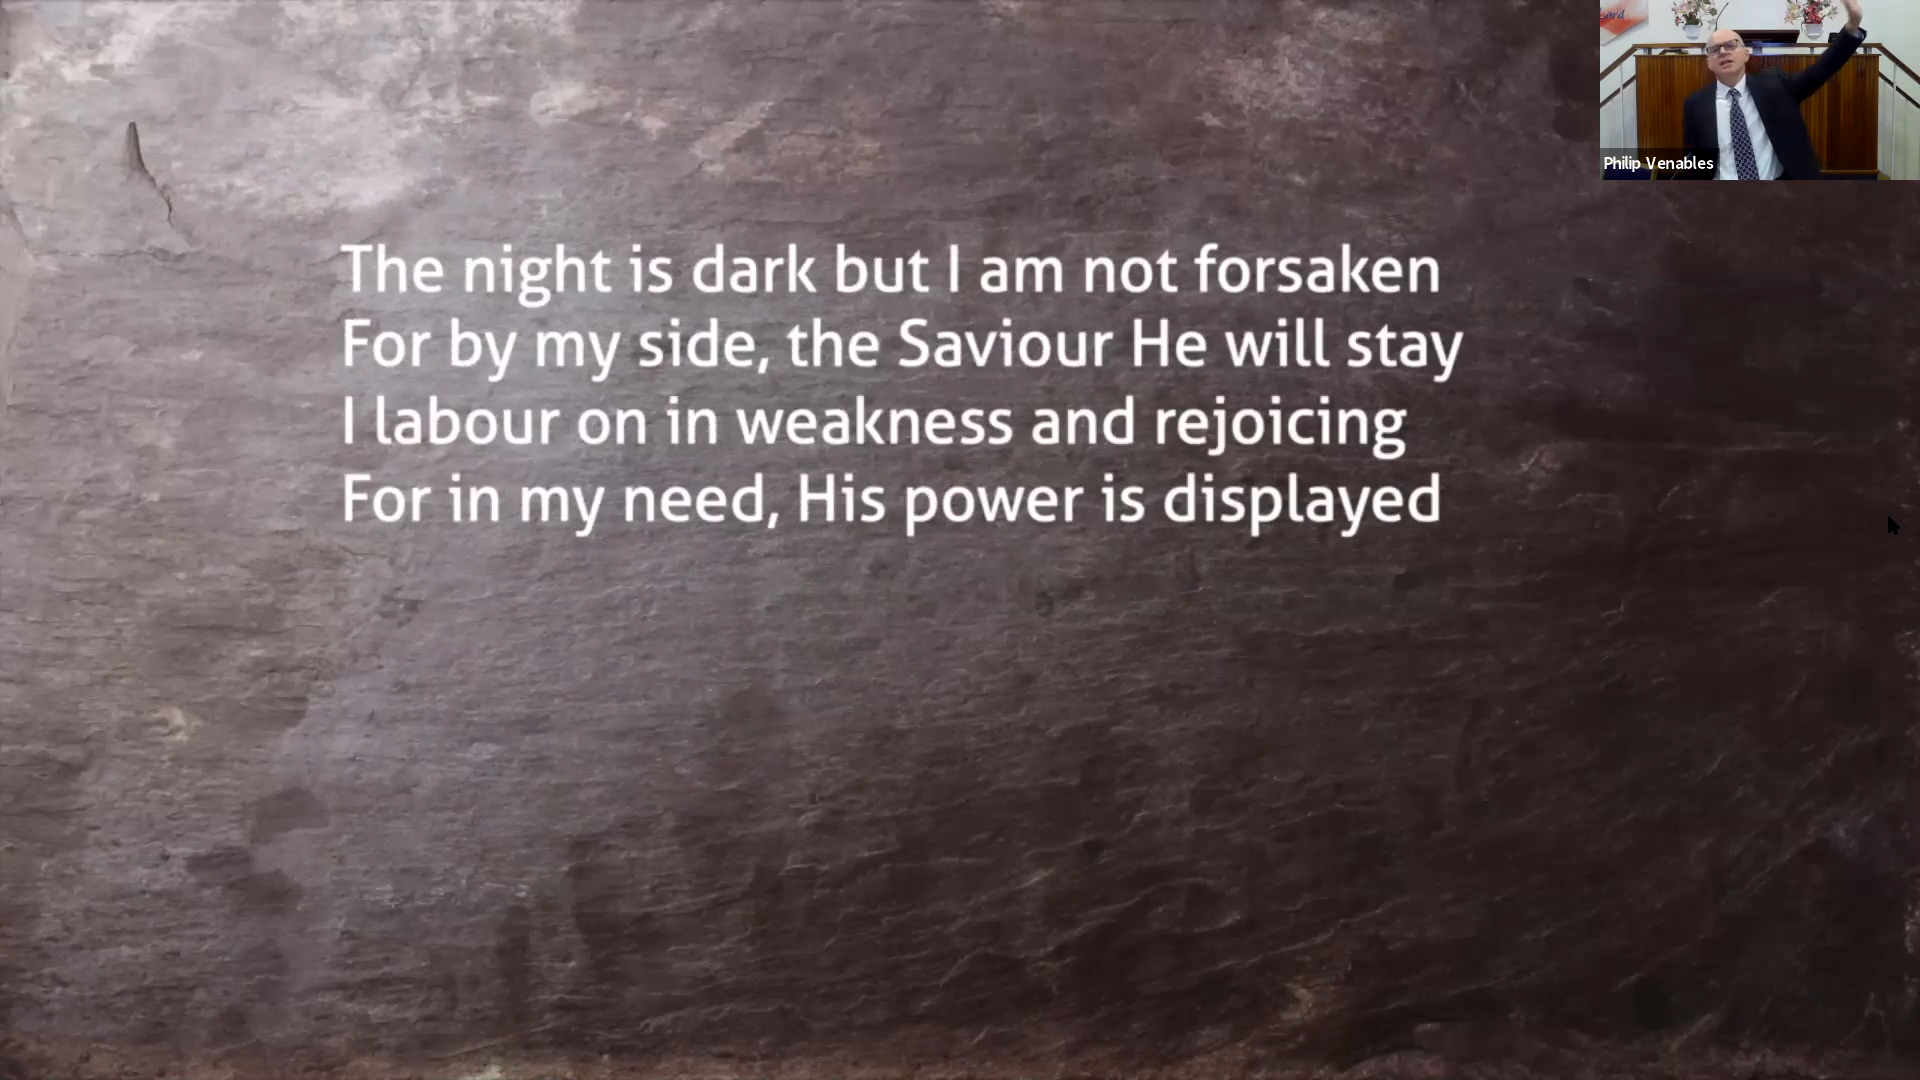 ord
Philip Venables
The night is dark but I am not forsaken
For by my side, the Saviour He will stay
I labour on in weakness and rejoicing
For in my need, His power is displayed